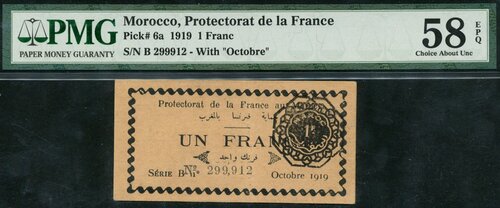 PMG
PAPER MONEY GUARANTY
Morocco, Protectorat de la France
Pick# 6a 1919 1 Franc
S/N B 299912 - With "Octobre"
58 EPQ
Choice About Unc
Protectorat de la France au
حماية فرنسا بالمغرب
UN FRAN
فرنك واحد
SÉRIE B Nº 299,912 Octobre 1919